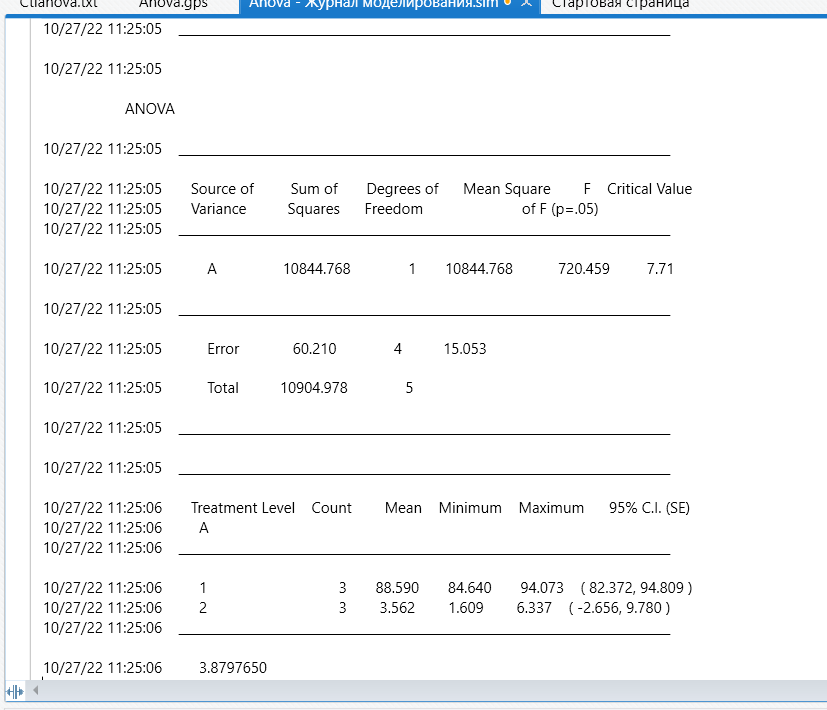 Ctlanova.txt Anova.gps Anova - Журнал моделирования.sim Стартовая страница
10/27/22 11:25:05
10/27/22 11:25:05
ANOVA
10/27/22 11:25:05
10/27/22 11:25:05 Source of Sum of Degrees of Mean Square F Critical Value
10/27/22 11:25:05 Variance Squares Freedom of F (p=.05)
10/27/22 11:25:05
10/27/22 11:25:05 A 10844.768 1 10844.768 720.459 7.71
10/27/22 11:25:05
10/27/22 11:25:05 Error 60.210 4 15.053
10/27/22 11:25:05 Total 10904.978 5
10/27/22 11:25:05
10/27/22 11:25:05
10/27/22 11:25:06 Treatment Level Count Mean Minimum Maximum 95% C.I. (SE)
10/27/22 11:25:06 A
10/27/22 11:25:06
10/27/22 11:25:06 1 3 88.590 84.640 94.073 ( 82.372, 94.809 )
10/27/22 11:25:06 2 3 3.562 1.609 6.337 ( -2.656, 9.780 )
10/27/22 11:25:06
10/27/22 11:25:06 3.8797650